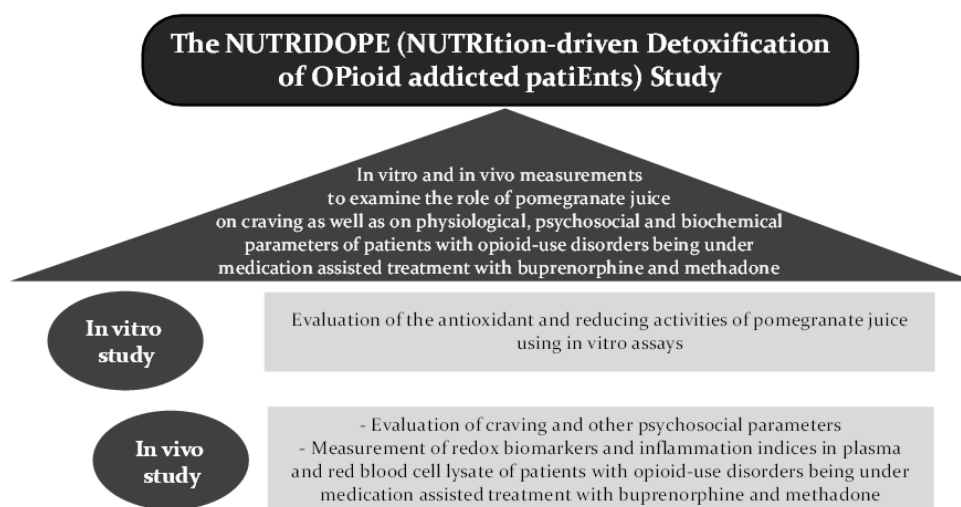 The NUTRIDOPE (NUTRItion-driven Detoxification
of OPioid addicted patiEnts) Study
In vitro and in vivo measurements
to examine the role of pomegranate juice
on craving as well as on physiological, psychosocial and biochemical
parameters of patients with opioid-use disorders being under
medication assisted treatment with buprenorphine and methadone
In vitro
study
Evaluation of the antioxidant and reducing activities of pomegranate juice
using in vitro assays
In vivo
study
- Evaluation of craving and other psychosocial parameters
- Measurement of redox biomarkers and inflammation indices in plasma
and red blood cell lysate of patients with opioid-use disorders being under
medication assisted treatment with buprenorphine and methadone